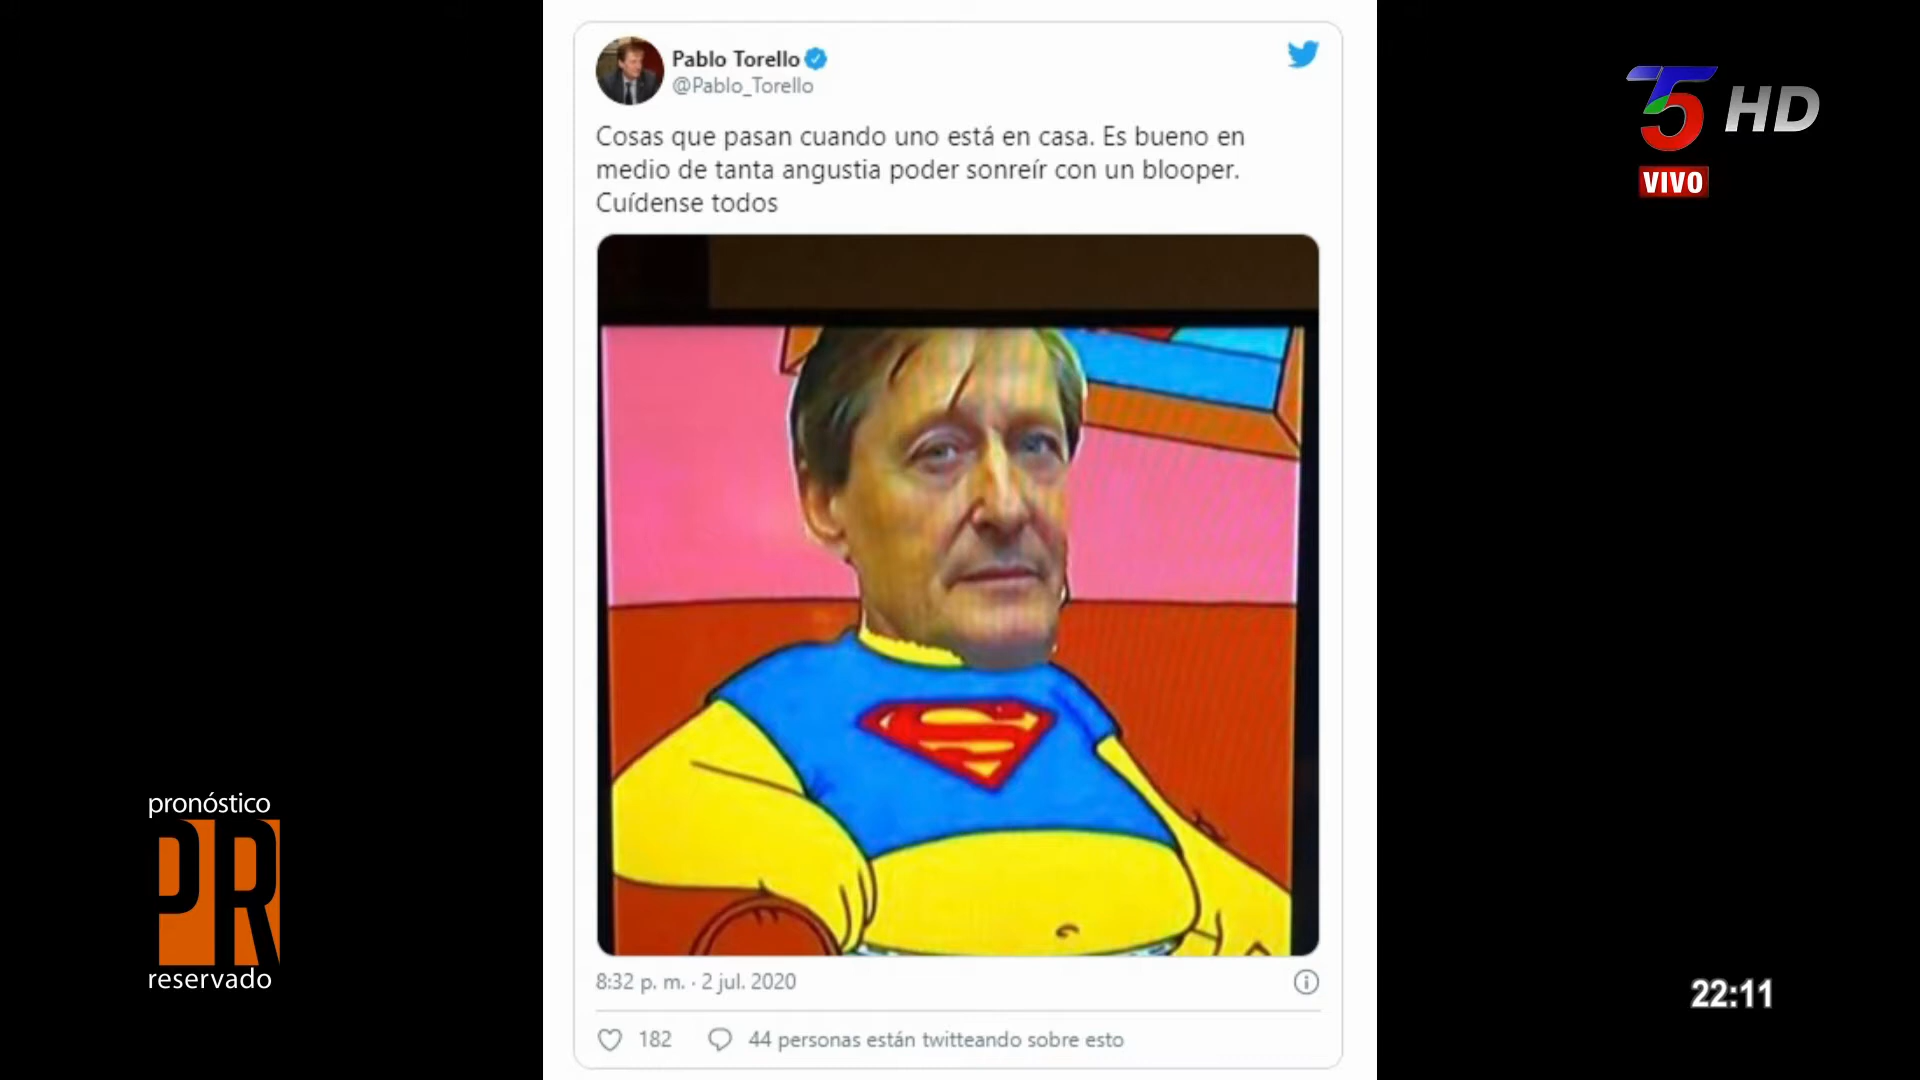 Pablo Torello
@Pablo_Torello
Cosas que pasan cuando uno está en casa. Es bueno en
medio de tanta angustia poder sonreír con un blooper.
Cuídense todos
8:32 p. m. · 2 jul. 2020
182
44 personas están twitteando sobre esto
T5 HD
VIVO
pronóstico
PR
reservado
22:11